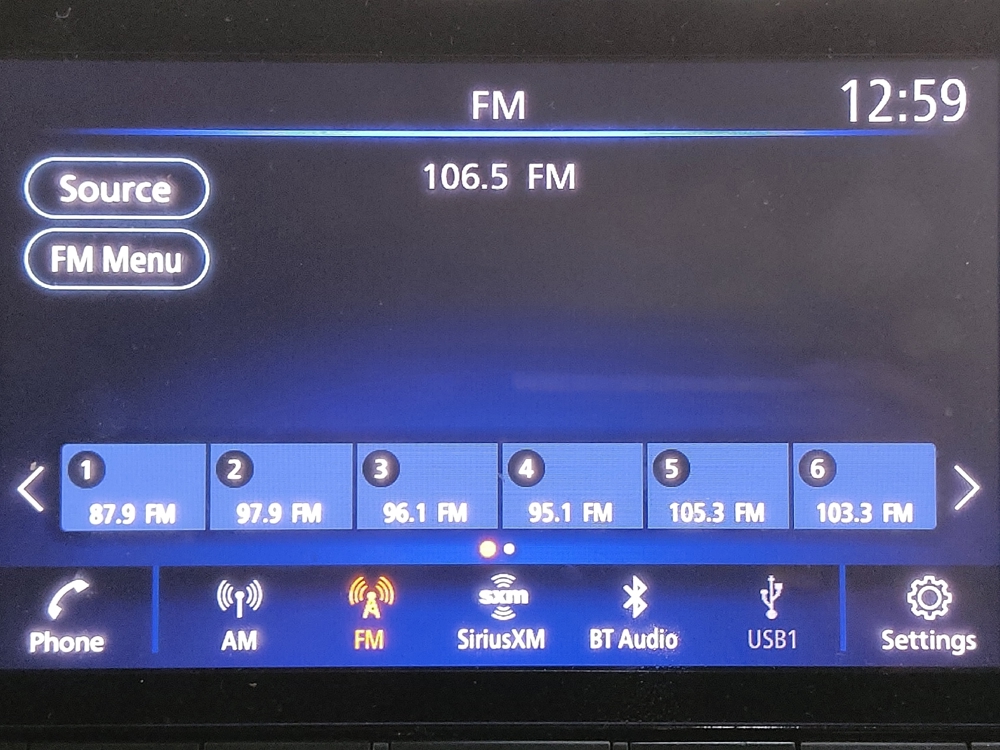 FM
12:59
Source
106.5 FM
FM Menu
1
2
3
4
5
6
87.9 FM
97.9 FM
96.1 FM
95.1 FM
105.3 FM
103.3 FM
sxm
Phone
AM
FM
SiriusXM
BT Audio
USB1
Settings